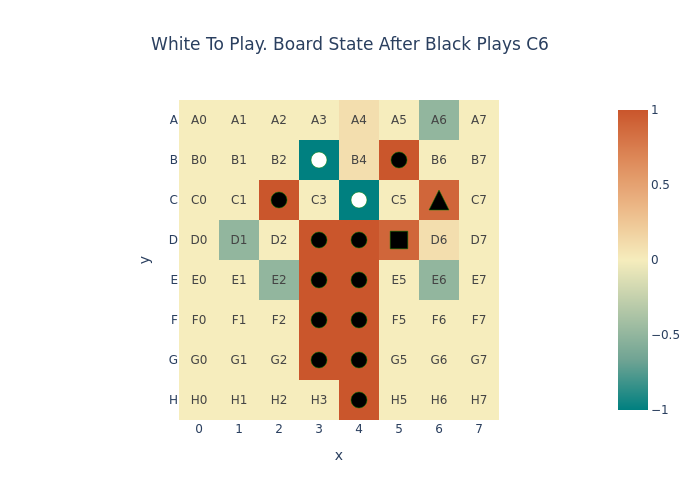 White To Play. Board State After Black Plays C6
A A0 A1 A2 A3 A4 A5 A6 A7
B B0 B1 B2 B4 B6 B7
C C0 C1 C3 C5 C7
D D0 D1 D2 D6 D7
E E0 E1 E2 E5 E6 E7
F F0 F1 F2 F5 F6 F7
G G0 G1 G2 G5 G6 G7
H H0 H1 H2 H3 H5 H6 H7
0 1 2 3 4 5 6 7
x
y
1
0.5
0
−0.5
−1